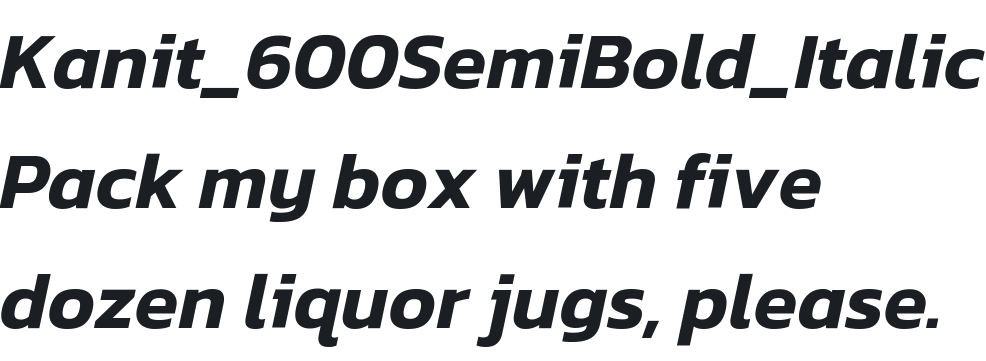 Kanit_600SemiBold_Italic
Pack my box with five
dozen liquor jugs, please.